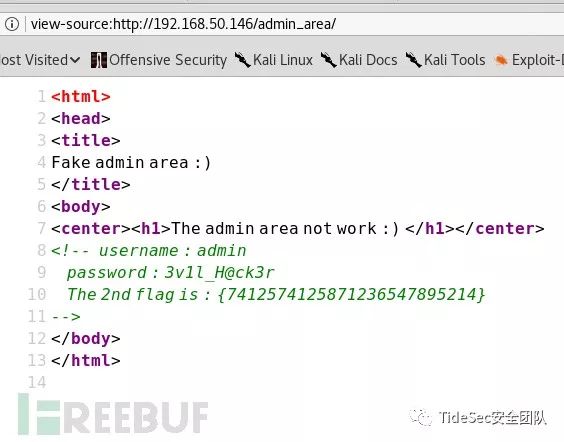 view-source:http://192.168.50.146/admin_area/
ost Visited Offensive Security Kali Linux Kali Docs Kali Tools Exploit-D
1 <html>
2 <head>
3 <title>
4 Fake admin area :)
5 </title>
6 <body>
7 <center><h1>The admin area not work :) </h1></center>
8 <!-- username : admin
9 password : 3v1l_H@ck3r
10 The 2nd flag is : {7412574125871236547895214}
11 -->
12 </body>
13 </html>
14
FREEBUF
TideSec安全团队